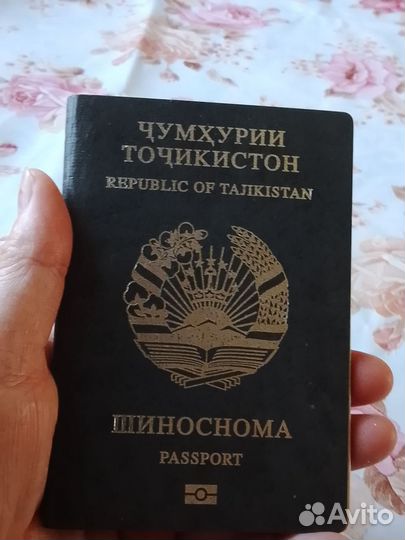 ҶУМҲУРИИ
ТОҶИКИСТОН
REPUBLIC OF TAJIKISTAN
ШИНОСНОМА
PASSPORT
Avito